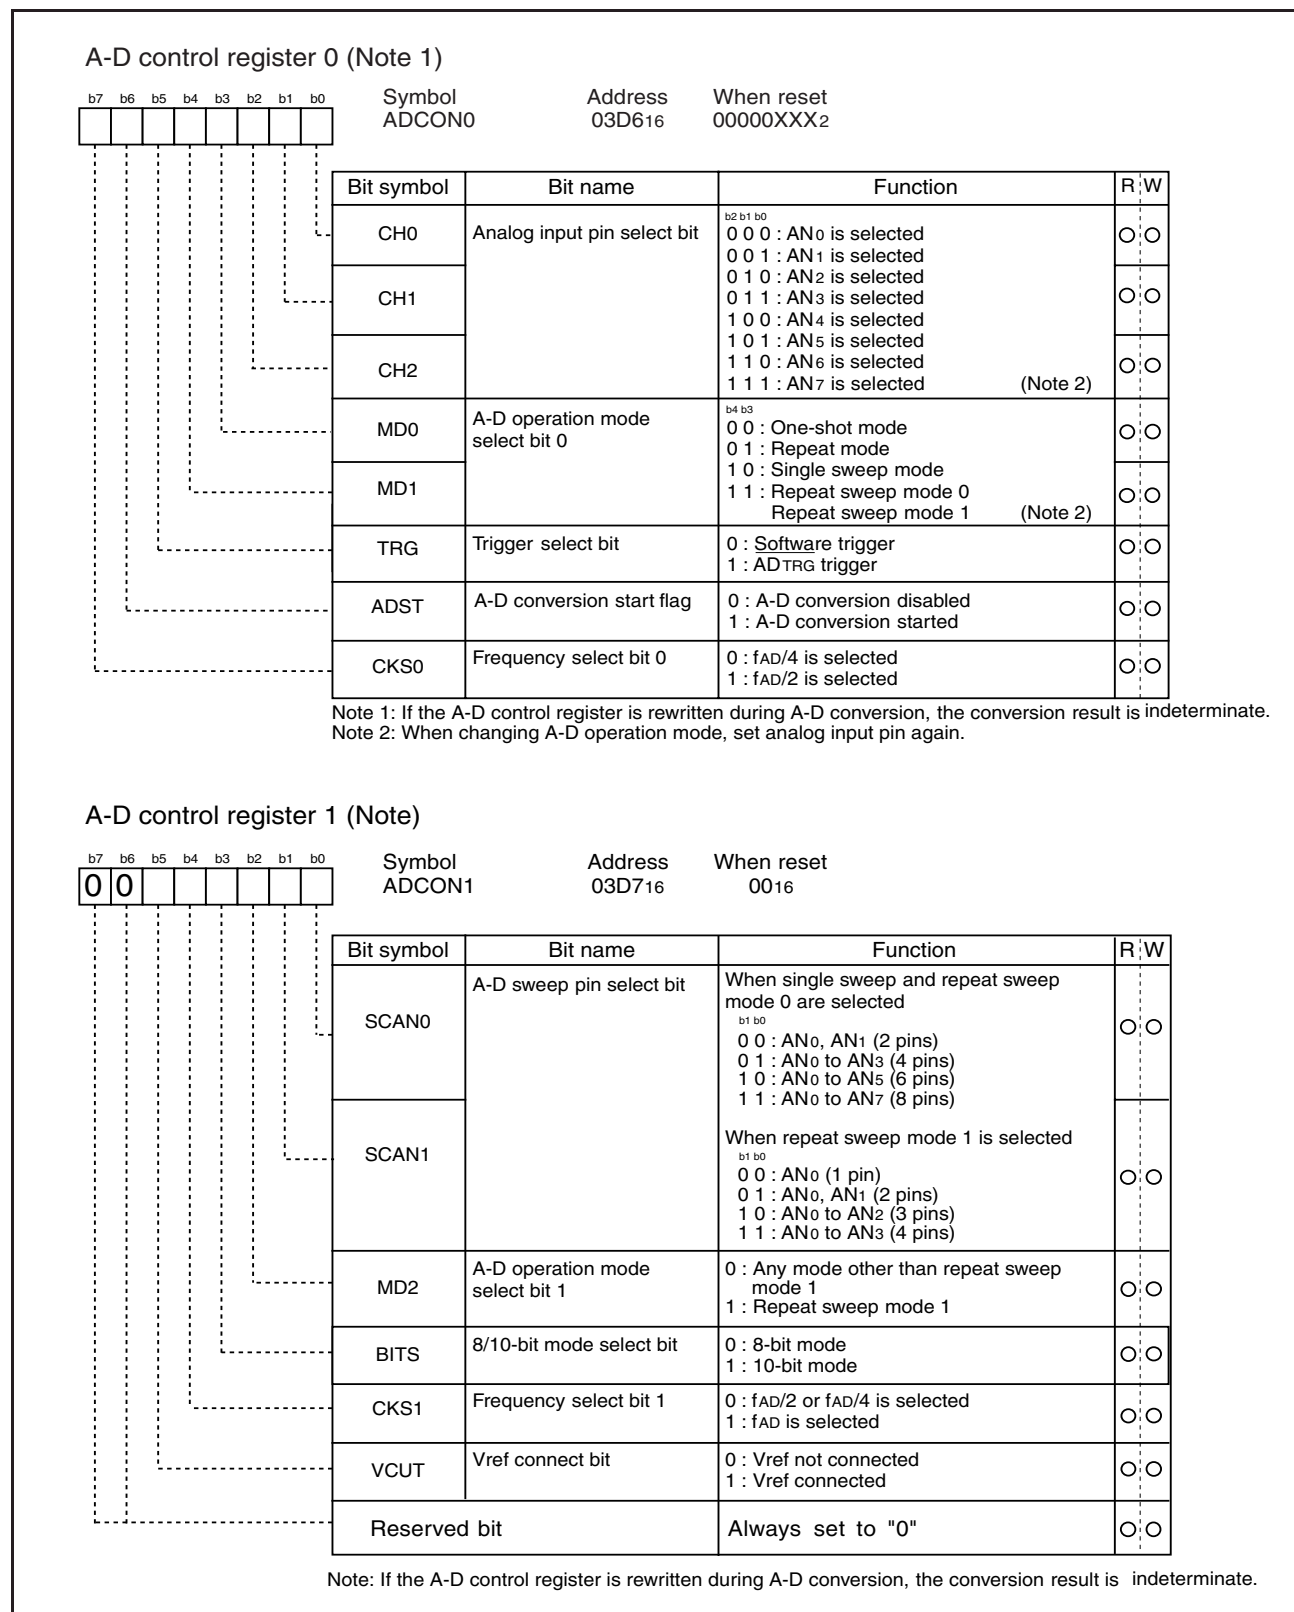 A-D control register 0 (Note 1)
b7 b6 b5 b4 b3 b2 b1 b0
Symbol Address When reset
ADCON0 03D616 00000XXX2
Bit symbol Bit name Function R W
CH0 Analog input pin select bit
b2 b1 b0
0 0 0 : AN0 is selected
0 0 1 : AN1 is selected
0 1 0 : AN2 is selected
CH1
0 1 1 : AN3 is selected
1 0 0 : AN4 is selected
1 0 1 : AN5 is selected
CH2
1 1 0 : AN6 is selected
1 1 1 : AN7 is selected (Note 2)
MD0 A-D operation mode
select bit 0
b4 b3
0 0 : One-shot mode
0 1 : Repeat mode
MD1
1 0 : Single sweep mode
1 1 : Repeat sweep mode 0
Repeat sweep mode 1 (Note 2)
TRG Trigger select bit 0 : Software trigger
1 : ADTRG trigger
ADST A-D conversion start flag 0 : A-D conversion disabled
1 : A-D conversion started
CKS0 Frequency select bit 0 0 : fAD/4 is selected
1 : fAD/2 is selected
Note 1: If the A-D control register is rewritten during A-D conversion, the conversion result is indeterminate.
Note 2: When changing A-D operation mode, set analog input pin again.
A-D control register 1 (Note)
b7 b6 b5 b4 b3 b2 b1 b0
0 0
Symbol Address When reset
ADCON1 03D716 0016
Bit symbol Bit name Function R W
SCAN0 A-D sweep pin select bit
When single sweep and repeat sweep
mode 0 are selected
b1 b0
0 0 : AN0, AN1 (2 pins)
0 1 : AN0 to AN3 (4 pins)
1 0 : AN0 to AN5 (6 pins)
1 1 : AN0 to AN7 (8 pins)
SCAN1
When repeat sweep mode 1 is selected
b1 b0
0 0 : AN0 (1 pin)
0 1 : AN0, AN1 (2 pins)
1 0 : AN0 to AN2 (3 pins)
1 1 : AN0 to AN3 (4 pins)
MD2 A-D operation mode
select bit 1
0 : Any mode other than repeat sweep
mode 1
1 : Repeat sweep mode 1
BITS 8/10-bit mode select bit 0 : 8-bit mode
1 : 10-bit mode
CKS1 Frequency select bit 1 0 : fAD/2 or fAD/4 is selected
1 : fAD is selected
VCUT Vref connect bit 0 : Vref not connected
1 : Vref connected
Reserved bit Always set to "0"
Note: If the A-D control register is rewritten during A-D conversion, the conversion result is indeterminate.